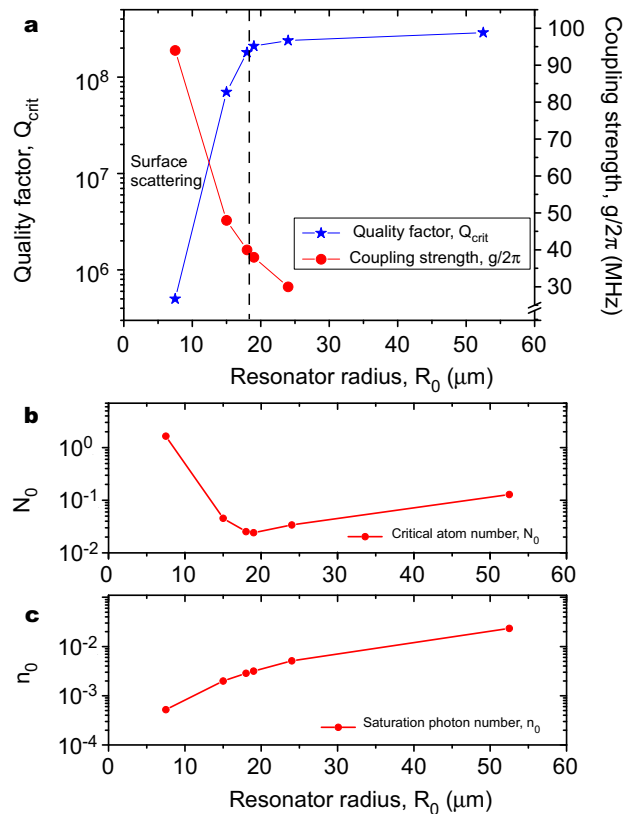 a
Quality factor, Q_crit
10^8
10^7
10^6
Surface
scattering
Quality factor, Q_crit
Coupling strength, g/2π
100
90
80
70
60
50
40
30
Coupling strength, g/2π (MHz)
0 10 20 30 40 50 60
Resonator radius, R_0 (μm)
b
N_0
10^0
10^-1
10^-2
Critical atom number, N_0
0 10 20 30 40 50 60
c
n_0
10^-2
10^-3
10^-4
Saturation photon number, n_0
0 10 20 30 40 50 60
Resonator radius, R_0 (μm)